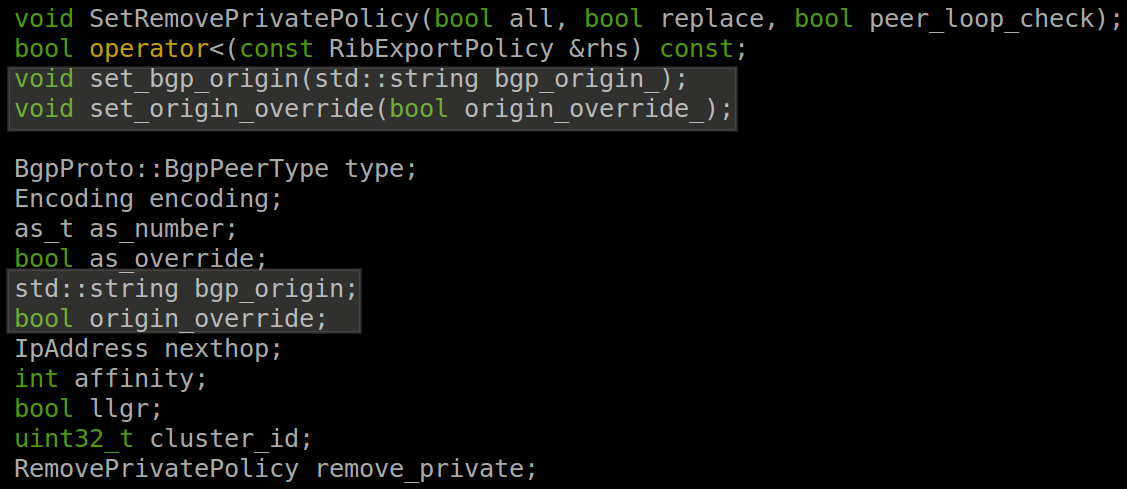 void SetRemovePrivatePolicy(bool all, bool replace, bool peer_loop_check);
bool operator<(const RibExportPolicy &rhs) const;
void set_bgp_origin(std::string bgp_origin_);
void set_origin_override(bool origin_override_);
BgpProto::BgpPeerType type;
Encoding encoding;
as_t as_number;
bool as_override;
std::string bgp_origin;
bool origin_override;
IpAddress nexthop;
int affinity;
bool llgr;
uint32_t cluster_id;
RemovePrivatePolicy remove_private;